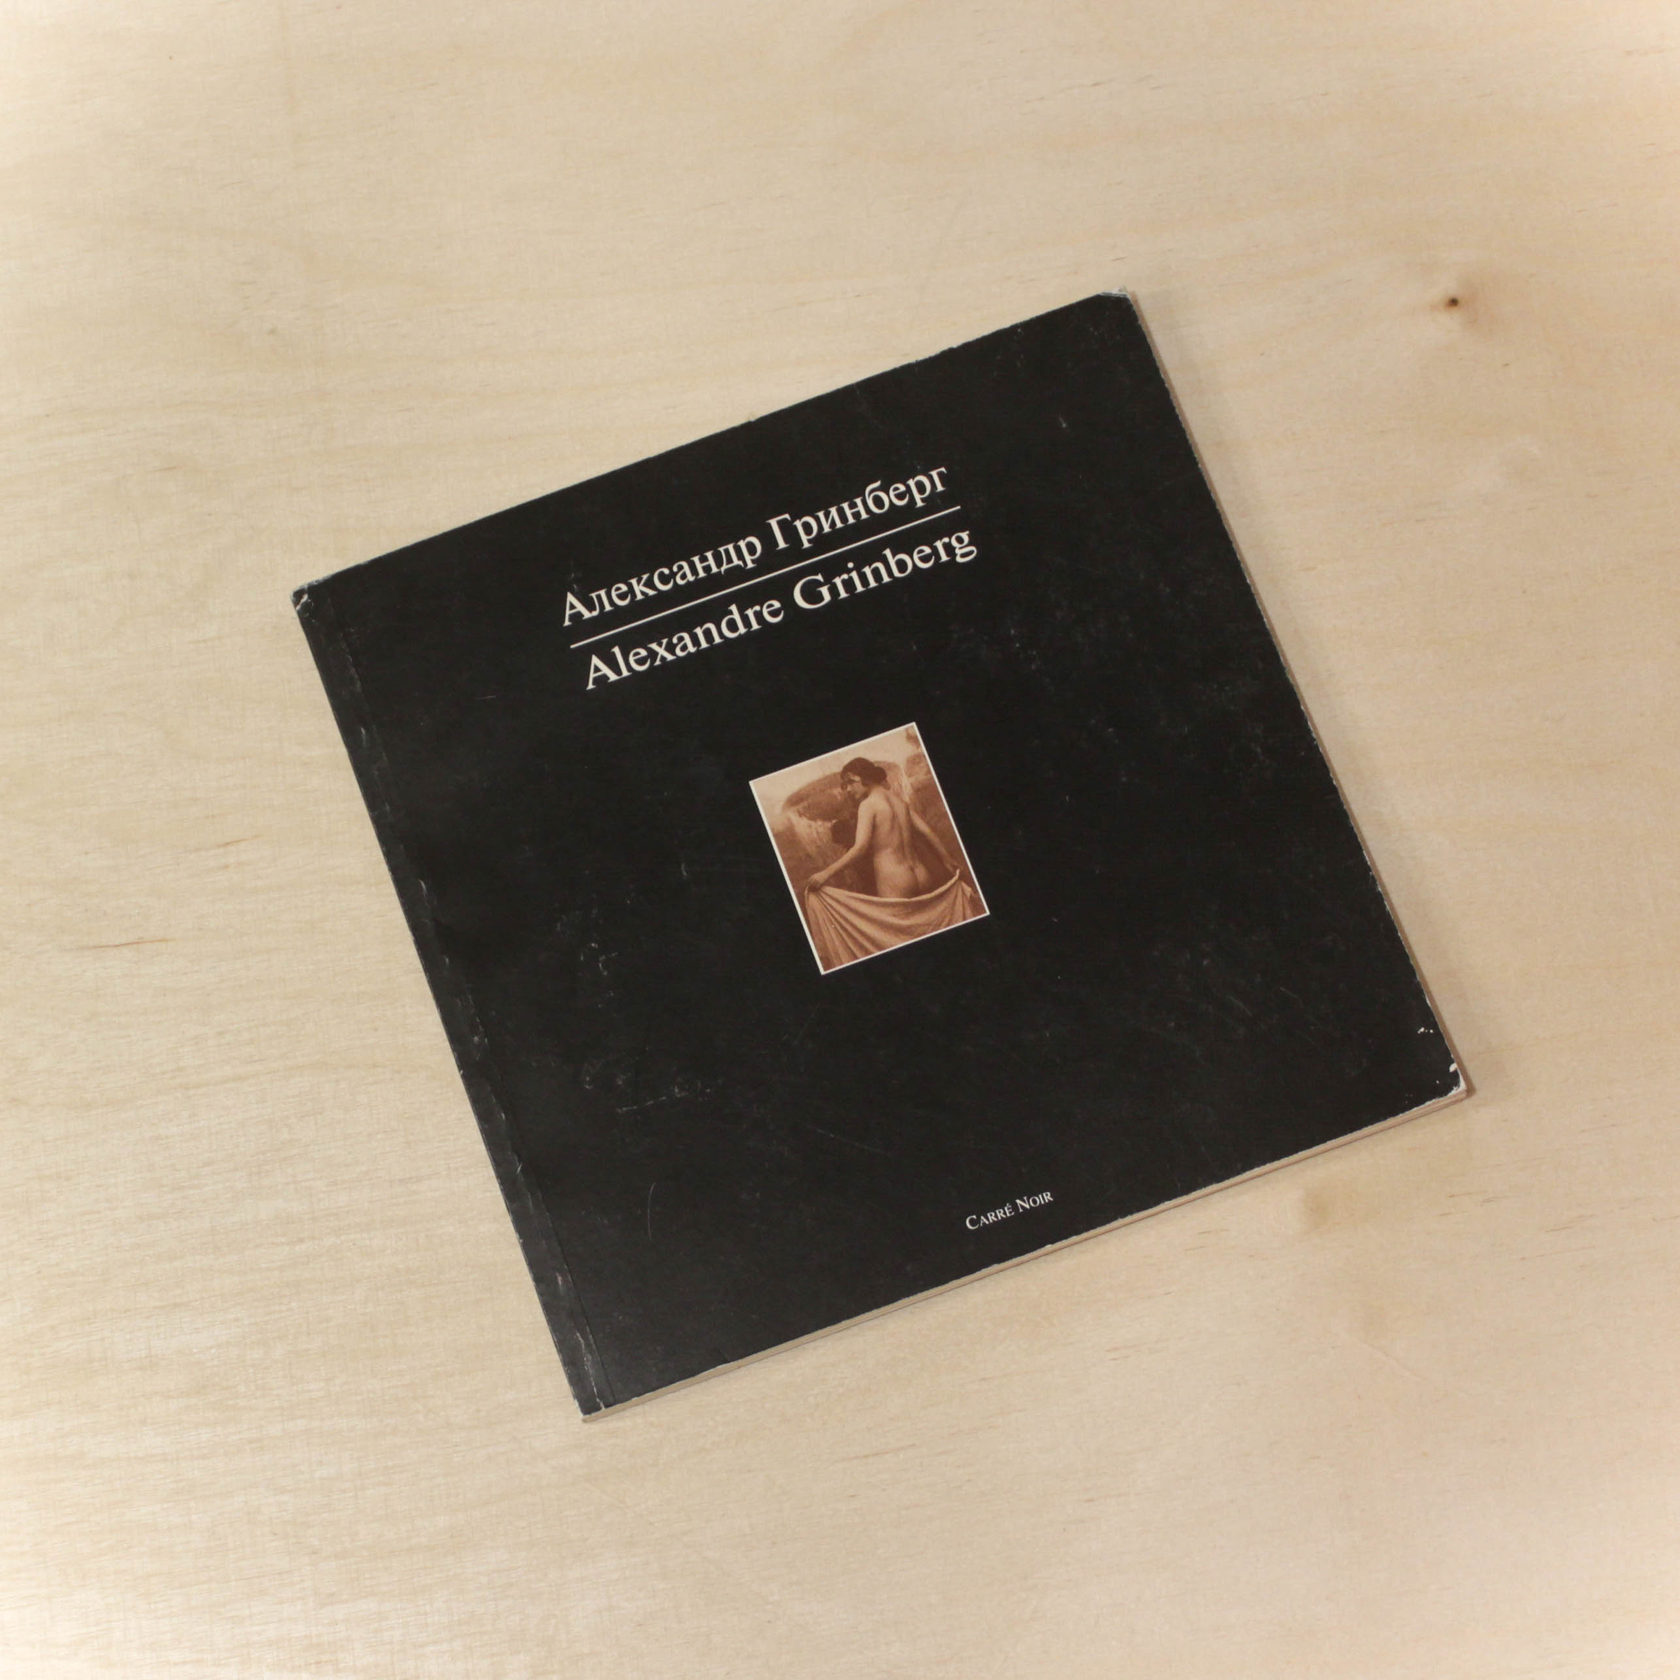 Александр Гринберг
Alexandre Grinberg
CARRÉ NOIR